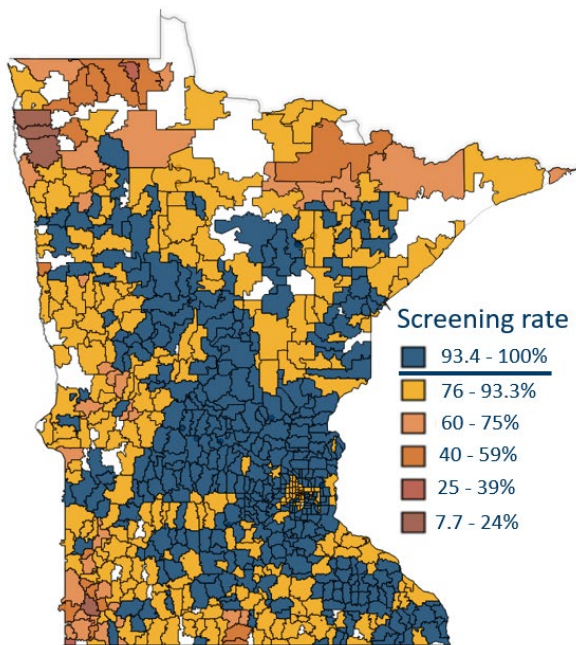 Screening rate
93.4 - 100%
76 - 93.3%
60 - 75%
40 - 59%
25 - 39%
7.7 - 24%